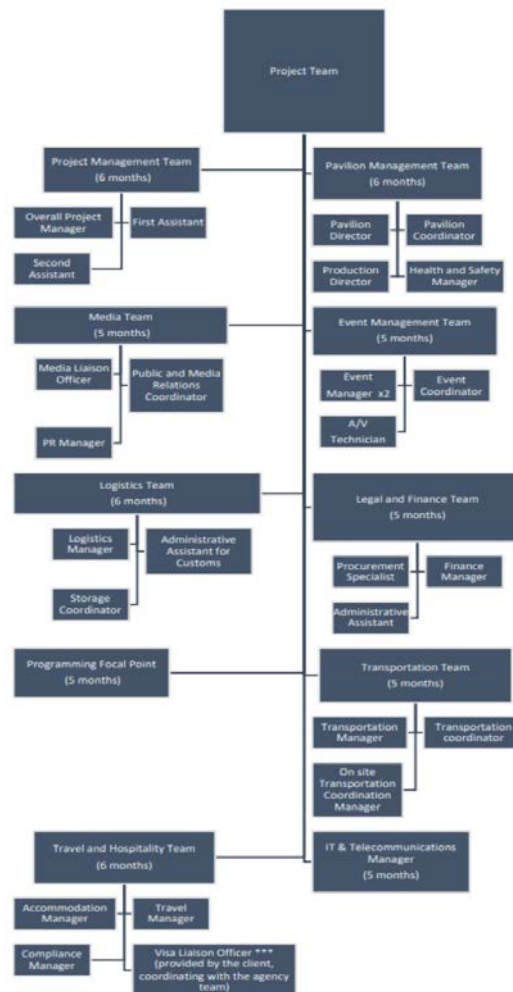 Project Team
Project Management Team
(6 months)
Overall Project
Manager
First Assistant
Second
Assistant
Pavilion Management Team
(6 months)
Pavilion
Director
Pavilion
Coordinator
Production
Director
Health and Safety
Manager
Media Team
(5 months)
Media Liaison
Officer
Public and Media
Relations
Coordinator
PR Manager
Event Management Team
(5 months)
Event
Manager x2
Event
Coordinator
A/V
Technician
Logistics Team
(6 months)
Logistics
Manager
Administrative
Assistant for
Customs
Storage
Coordinator
Legal and Finance Team
(5 months)
Procurement
Specialist
Finance
Manager
Administrative
Assistant
Programming Focal Point
(5 months)
Transportation Team
(5 months)
Transportation
Manager
Transportation
coordinator
On site
Transportation
Coordination
Manager
Travel and Hospitality Team
(6 months)
Accommodation
Manager
Travel
Manager
Compliance
Manager
Visa Liaison Officer ***
(provided by the client,
coordinating with the agency
team)
IT & Telecommunications
Manager
(5 months)